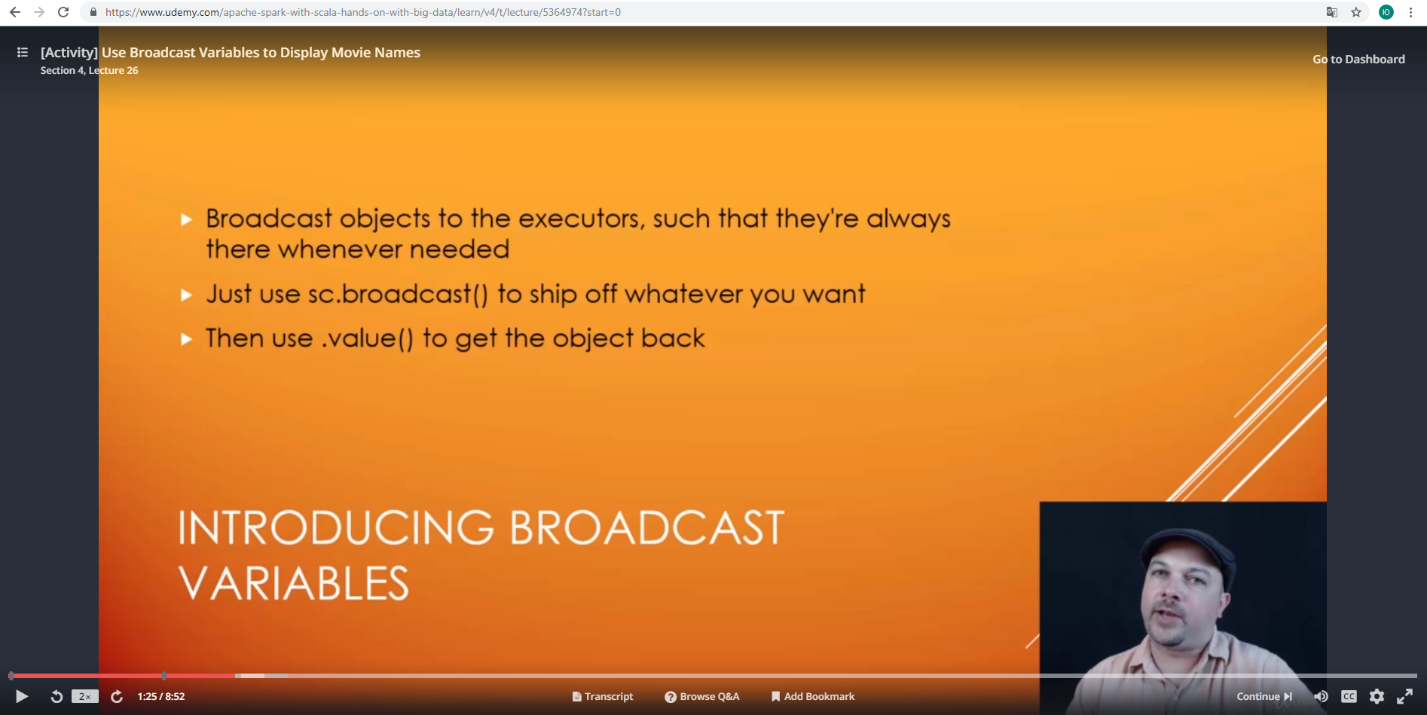 https://www.udemy.com/apache-spark-with-scala-hands-on-with-big-data/learn/v4/t/lecture/5364974?start=0
Ю
[Activity] Use Broadcast Variables to Display Movie Names
Section 4, Lecture 26
Go to Dashboard
Broadcast objects to the executors, such that they're always
there whenever needed
Just use sc.broadcast() to ship off whatever you want
Then use .value() to get the object back
INTRODUCING BROADCAST
VARIABLES
2×
1:25 / 8:52
Transcript
Browse Q&A
Add Bookmark
Continue
CC